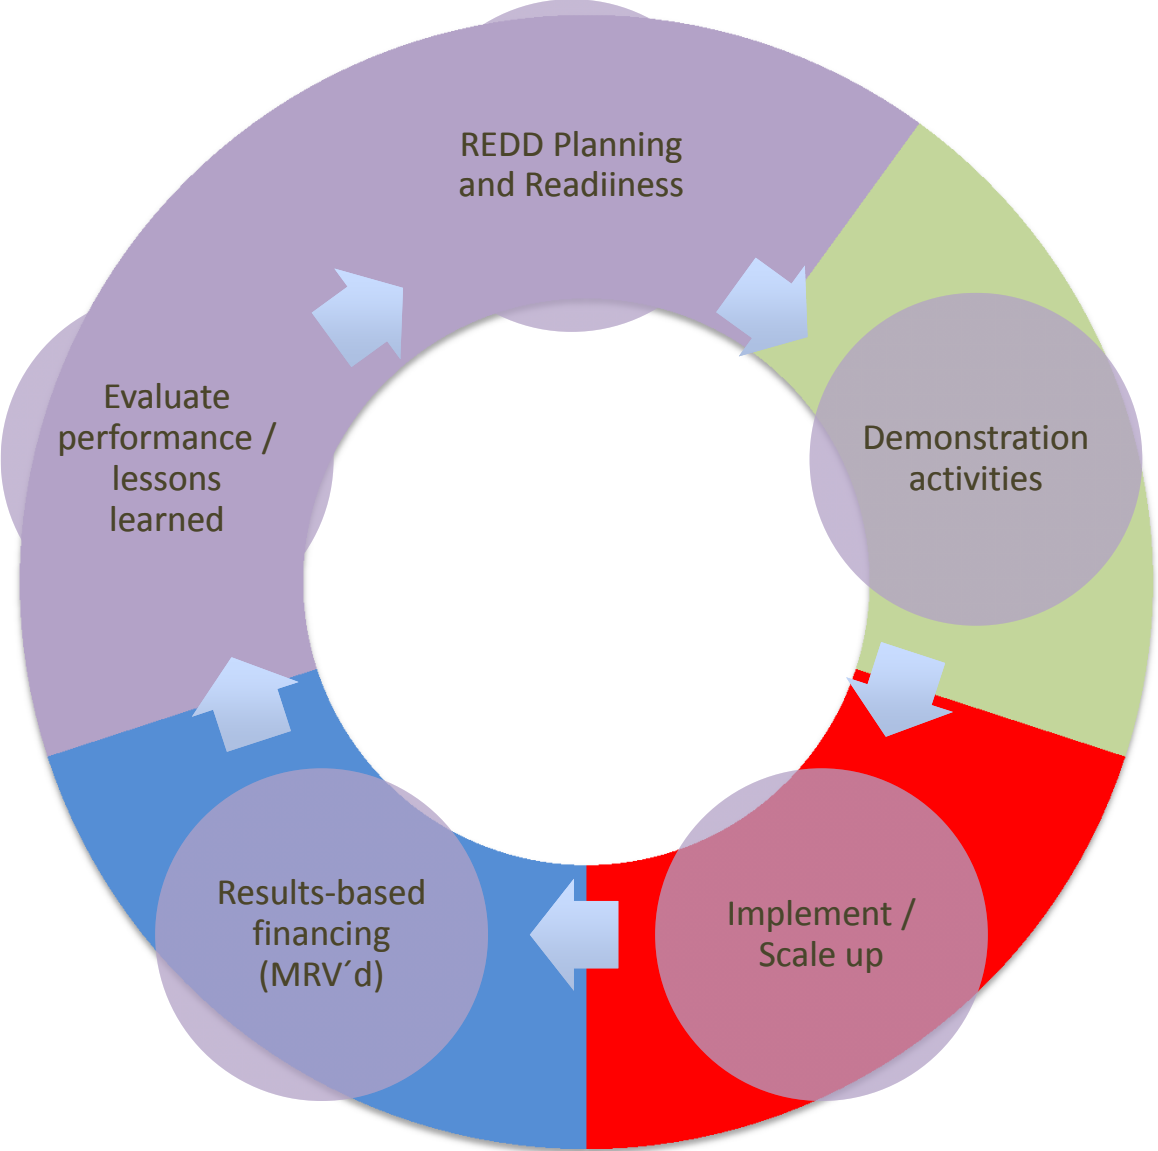 REDD Planning
and Readiiness
Demonstration
activities
Implement /
Scale up
Results-based
financing
(MRV´d)
Evaluate
performance /
lessons
learned